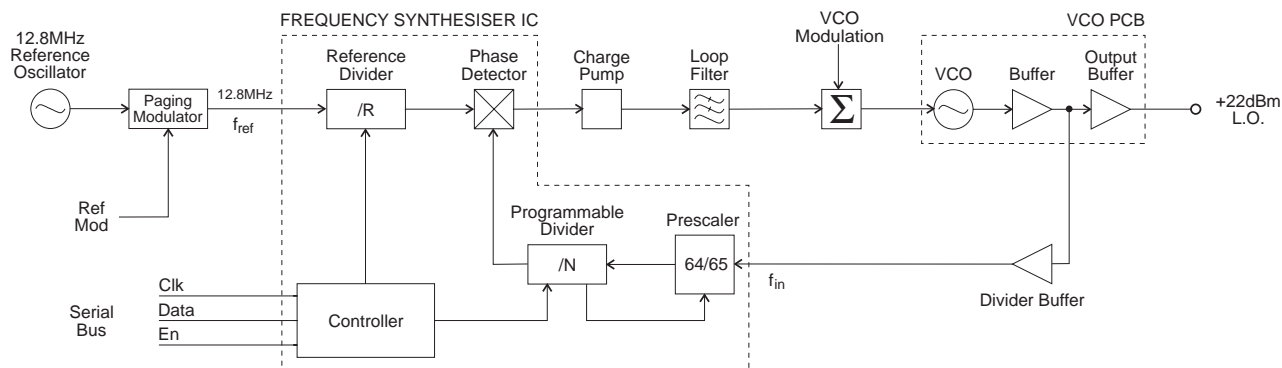 FREQUENCY SYNTHESISER IC
VCO
Modulation
VCO PCB
12.8MHz
Reference
Oscillator
Reference
Divider
Phase
Detector
Charge
Pump
Loop
Filter
VCO
Buffer
Output
Buffer
Paging
Modulator
12.8MHz
fref
/R
Σ
+22dBm
L.O.
Ref
Mod
Programmable
Divider
Prescaler
/N
64/65
fin
Divider Buffer
Serial
Bus
Clk
Data
En
Controller